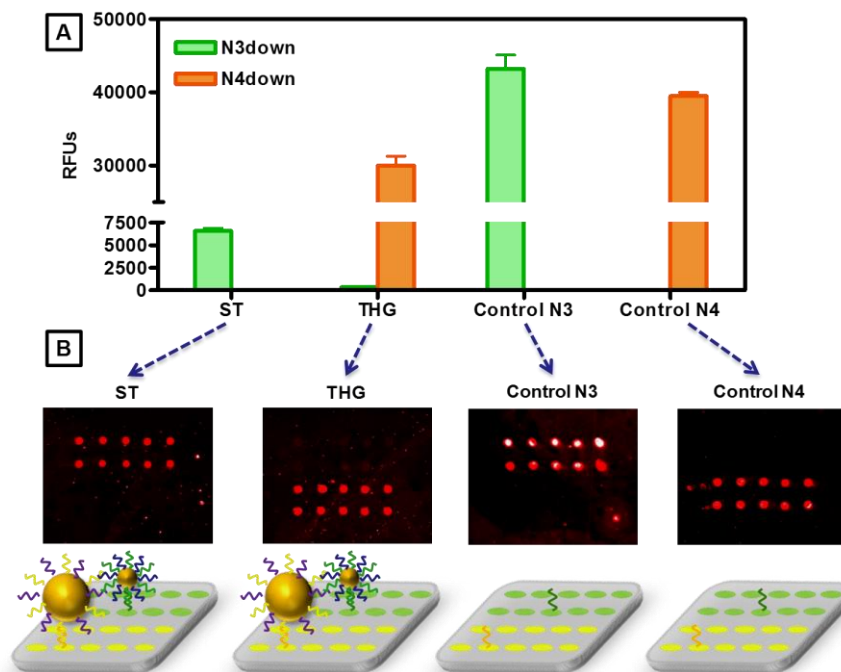 A
50000
N3down
N4down
40000
RFUs
30000
7500
5000
2500
0
ST THG Control N3 Control N4
B
ST THG Control N3 Control N4